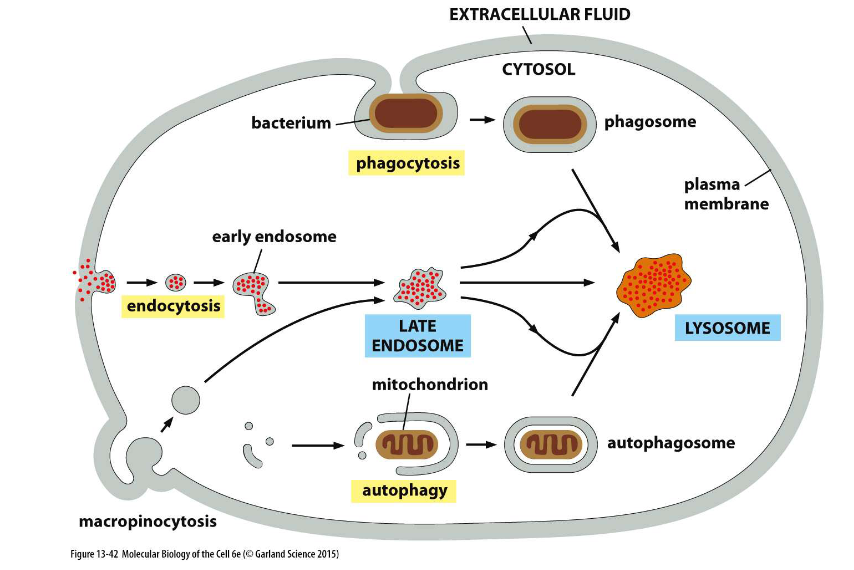 EXTRACELLULAR FLUID
CYTOSOL
bacterium
phagosome
phagocytosis
plasma
membrane
early endosome
endocytosis
LATE
ENDOSOME
LYSOSOME
mitochondrion
autophagosome
autophagy
macropinocytosis
Figure 13-42 Molecular Biology of the Cell 6e (© Garland Science 2015)